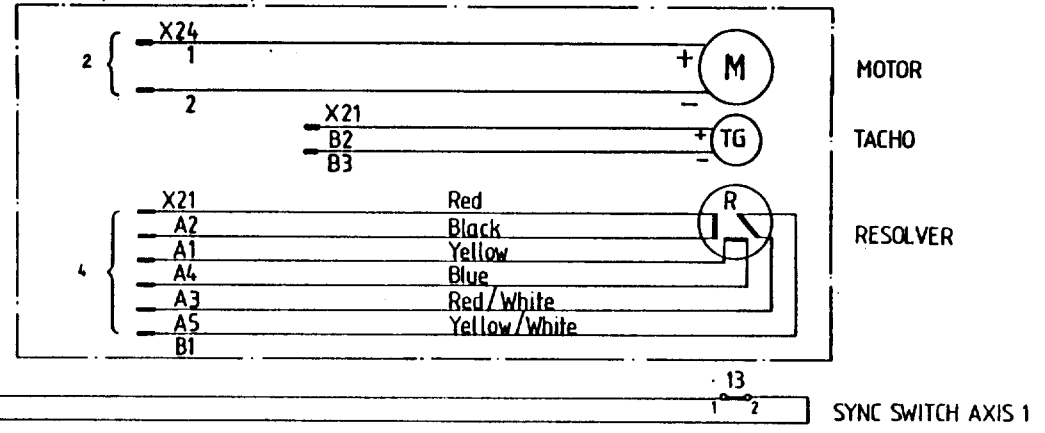 X24
2 { 1 + M MOTOR
2 −
X21
B2 + TG TACHO
B3 −
X21 Red R
A2 Black RESOLVER
A1 Yellow
4 { A4 Blue
A3 Red/White
A5 Yellow/White
B1
13
1 2 SYNC SWITCH AXIS 1